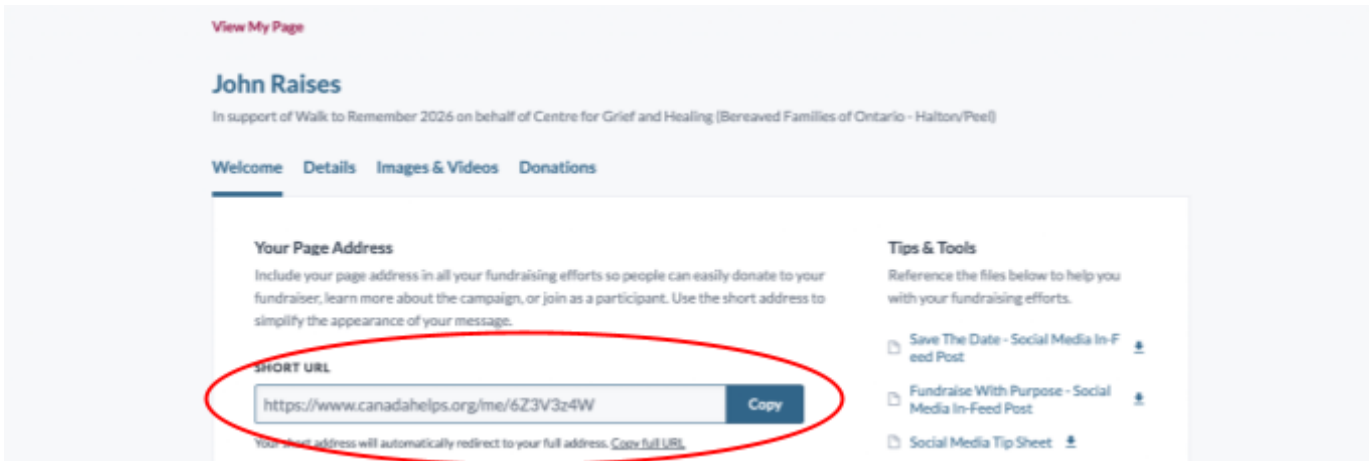 View My Page
John Raises
In support of Walk to Remember 2026 on behalf of Centre for Grief and Healing (Bereaved Families of Ontario - Halton/Peel)
Welcome Details Images & Videos Donations
Your Page Address
Include your page address in all your fundraising efforts so people can easily donate to your
fundraiser, learn more about the campaign, or join as a participant. Use the short address to
simplify the appearance of your message.
SHORT URL
https://www.canadahelps.org/me/6Z3V3z4W
Copy
Your short address will automatically redirect to your full address. Copy full URL
Tips & Tools
Reference the files below to help you
with your fundraising efforts.
Save The Date - Social Media In-F
eed Post
Fundraise With Purpose - Social
Media In-Feed Post
Social Media Tip Sheet